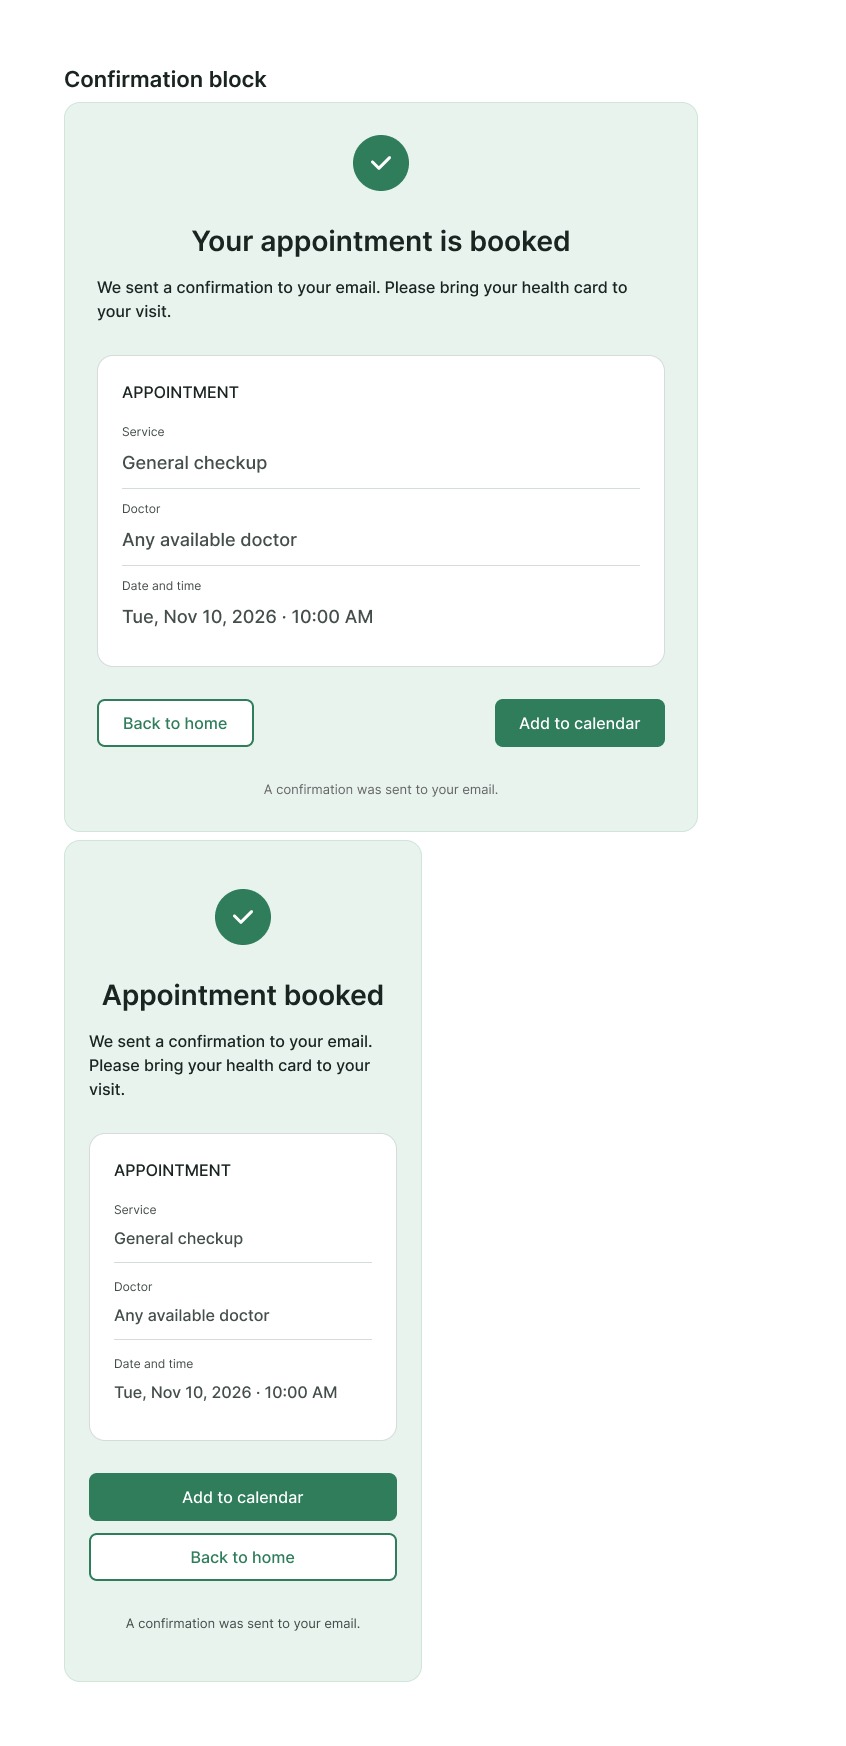 Confirmation block
Your appointment is booked
We sent a confirmation to your email. Please bring your health card to
your visit.
APPOINTMENT
Service
General checkup
Doctor
Any available doctor
Date and time
Tue, Nov 10, 2026 · 10:00 AM
Back to home
Add to calendar
A confirmation was sent to your email.
Appointment booked
We sent a confirmation to your email.
Please bring your health card to your
visit.
APPOINTMENT
Service
General checkup
Doctor
Any available doctor
Date and time
Tue, Nov 10, 2026 · 10:00 AM
Add to calendar
Back to home
A confirmation was sent to your email.